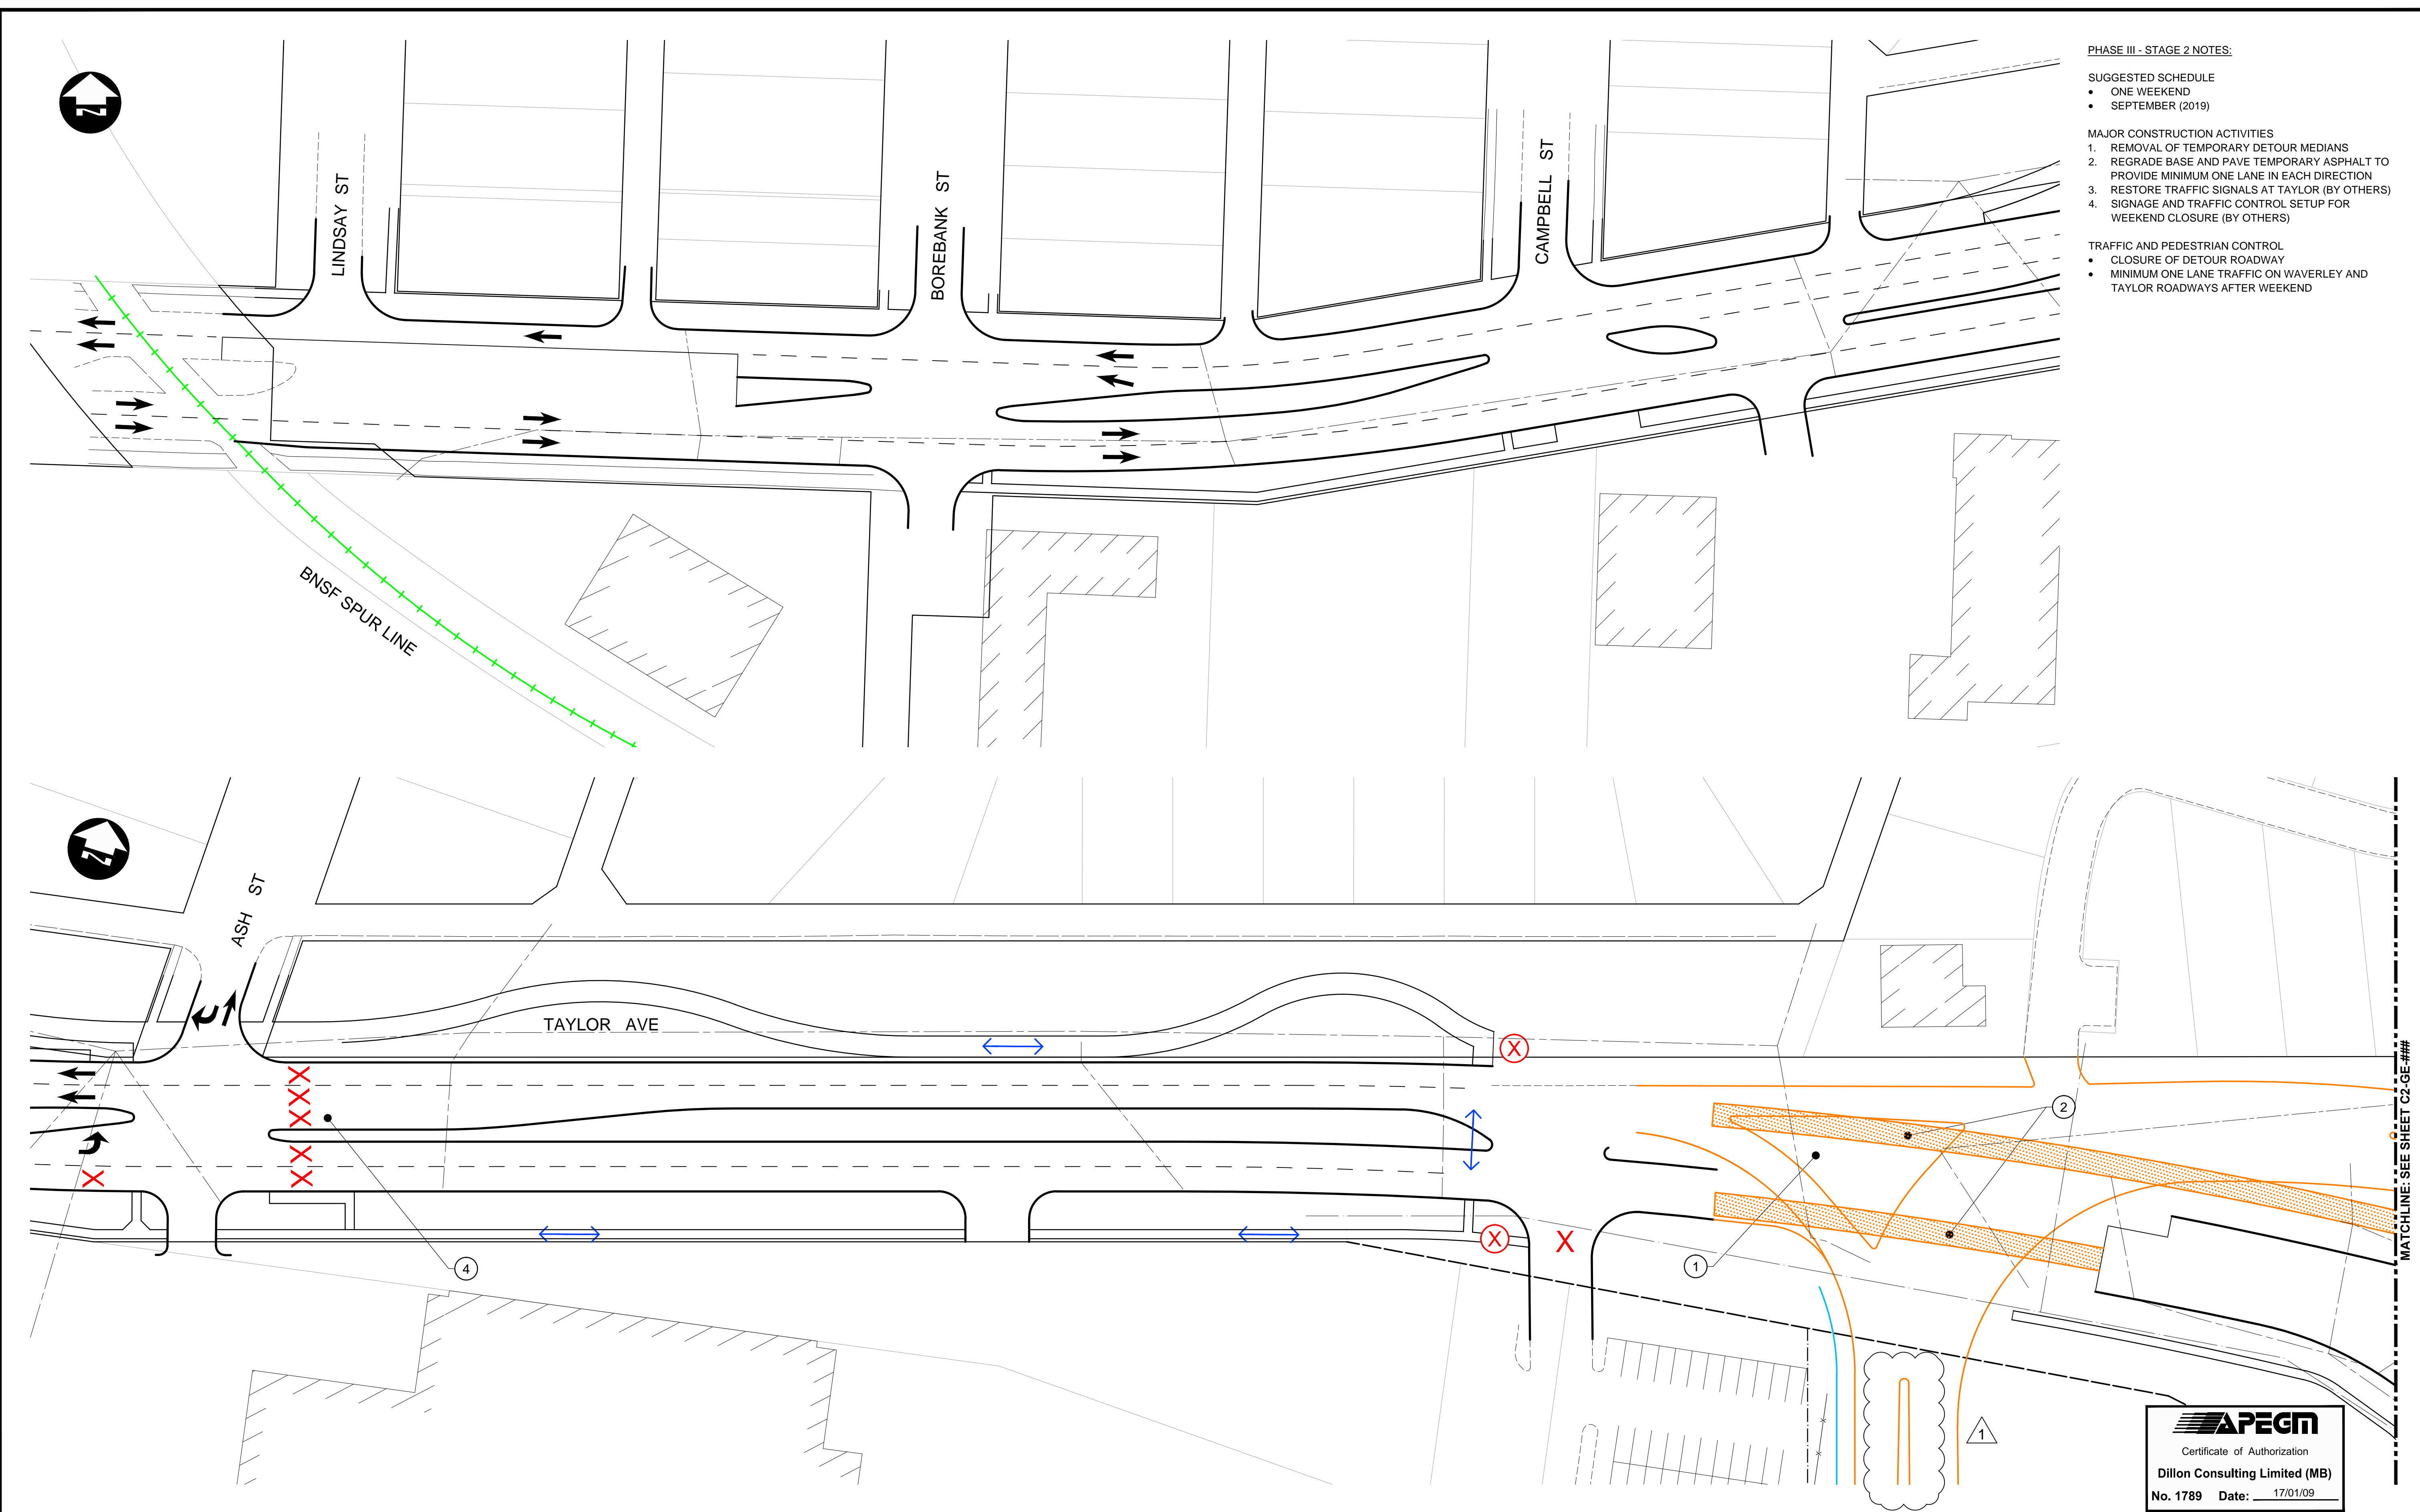 PHASE III - STAGE 2 NOTES:
SUGGESTED SCHEDULE
• ONE WEEKEND
• SEPTEMBER (2019)
MAJOR CONSTRUCTION ACTIVITIES
1. REMOVAL OF TEMPORARY DETOUR MEDIANS
2. REGRADE BASE AND PAVE TEMPORARY ASPHALT TO
PROVIDE MINIMUM ONE LANE IN EACH DIRECTION
3. RESTORE TRAFFIC SIGNALS AT TAYLOR (BY OTHERS)
4. SIGNAGE AND TRAFFIC CONTROL SETUP FOR
WEEKEND CLOSURE (BY OTHERS)
TRAFFIC AND PEDESTRIAN CONTROL
• CLOSURE OF DETOUR ROADWAY
• MINIMUM ONE LANE TRAFFIC ON WAVERLEY AND
TAYLOR ROADWAYS AFTER WEEKEND
N
LINDSAY ST
BOREBANK ST
CAMPBELL ST
BNSF SPUR LINE
N
ASH ST
TAYLOR AVE
X
X
X
X
X
X
X
X
X
2
1
4
1
MATCHLINE: SEE SHEET C2-GE-###
APEGM
Certificate of Authorization
Dillon Consulting Limited (MB)
No. 1789 Date: 17/01/09